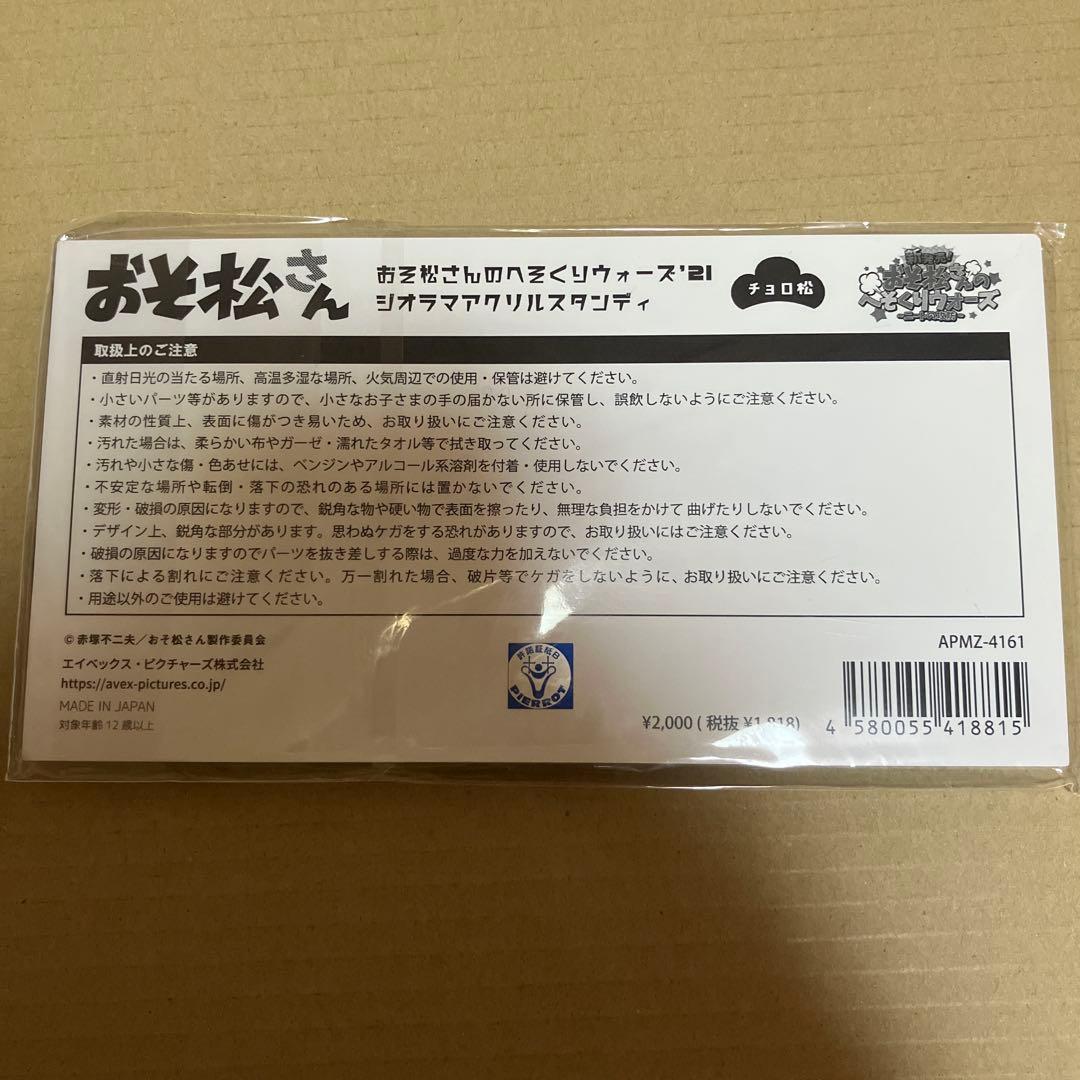 おそ松さん
おそ松さんのへそくりウォーズ'21
ジオラマアクリルスタンディ
チョロ松
新発売!
おそ松さんの
へそくりウォーズ
~ニートの攻防~
取扱上のご注意
・直射日光の当たる場所、高温多湿な場所、火気周辺での使用・保管は避けてください。
・小さいパーツ等がありますので、小さなお子さまの手の届かない所に保管し、誤飲しないようにご注意ください。
・素材の性質上、表面に傷がつき易いため、お取り扱いにご注意ください。
・汚れた場合は、柔らかい布やガーゼ・濡れたタオル等で拭き取ってください。
・汚れや小さな傷・色あせには、ベンジンやアルコール系溶剤を付着・使用しないでください。
・不安定な場所や転倒・落下の恐れのある場所には置かないでください。
・変形・破損の原因になりますので、鋭角な物や硬い物で表面を擦ったり、無理な負担をかけて 曲げたりしないでください。
・デザイン上、鋭角な部分があります。思わぬケガをする恐れがありますので、お取り扱いにはご注意ください。
・破損の原因になりますのでパーツを抜き差しする際は、過度な力を加えないでください。
・落下による割れにご注意ください。万一割れた場合、破片等でケガをしないように、お取り扱いにご注意ください。
・用途以外のご使用は避けてください。
© 赤塚不二夫／おそ松さん製作委員会
エイベックス・ピクチャーズ株式会社
https://avex-pictures.co.jp/
MADE IN JAPAN
対象年齢 12 歳以上
許諾証紙日
PIERROT
¥2,000 ( 税抜 ¥1,818)
APMZ-4161
4 580055 418815